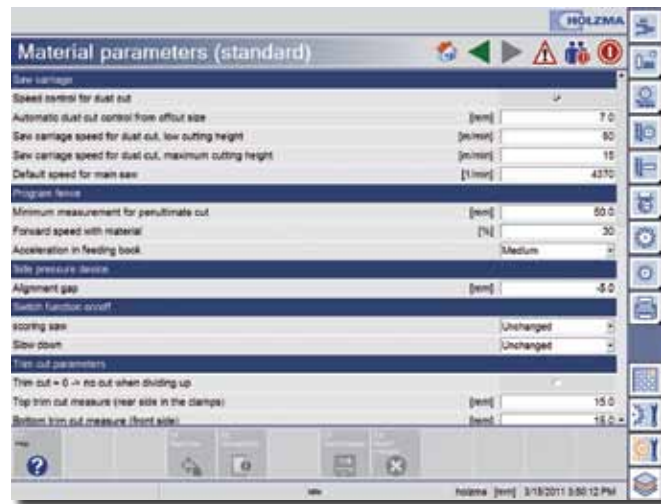 HOLZMA
Material parameters (standard)
Saw carriage
Speed control for dust cut
Automatic dust cut control from offcut size [mm] 7.0
Saw carriage speed for dust cut, low cutting height [m/min] 50
Saw carriage speed for dust cut, maximum cutting height [m/min] 15
Default speed for main saw [1/min] 4370
Program fence
Minimum measurement for penultimate cut [mm] 50.0
Forward speed with material [%] 30
Acceleration in feeding book Medium
Side pressure device
Alignment gap [mm] -5.0
Switch function on/off
scoring saw Unchanged
Slow down Unchanged
Trim cut parameters
Trim cut = 0 -> no cut when dividing up
Top trim cut measure (rear side in the clamps) [mm] 15.0
Bottom trim cut measure (front side) [mm] 15.0
holzma [mm] 3/15/2011 3:50:12 PM